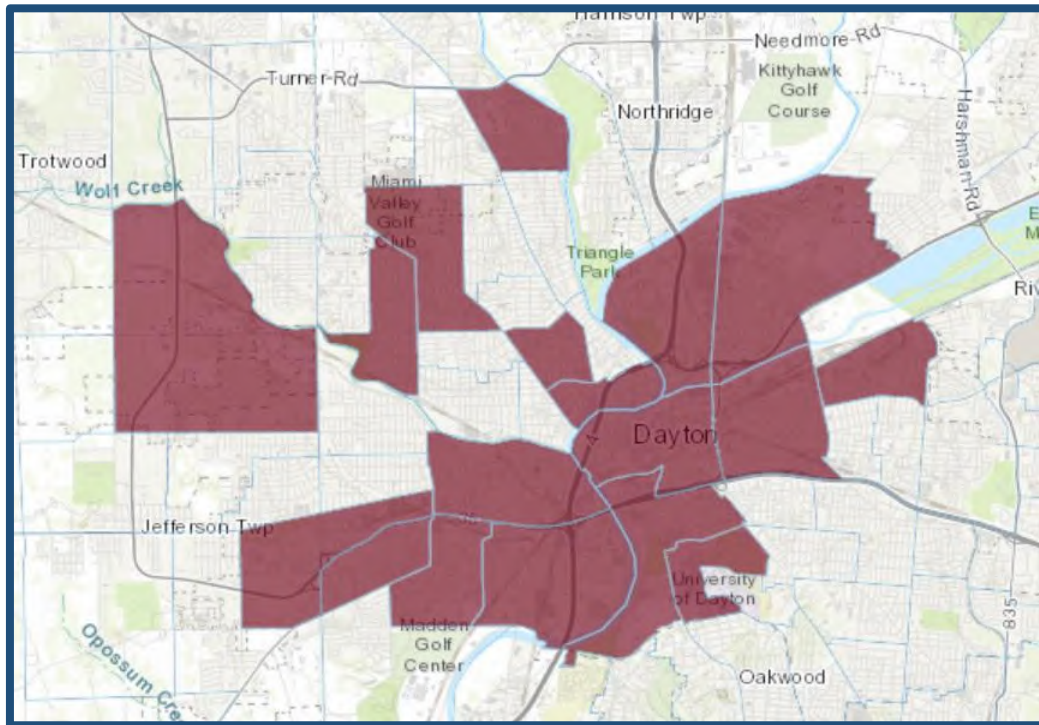 Harrison Twp
Needmore-Rd
Turner-Rd
Kittyhawk
Golf
Course
Northridge
Harshman-Rd
Trotwood
Wolf Creek
Miami
Valley
Golf
Club
Triangle
Park
Dayton
Jefferson Twp
University
of Dayton
Madden
Golf
Center
Oakwood
835
Opossum Cre